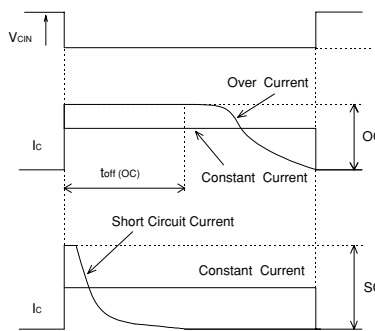 VCIN
Over Current
IC
OC
Constant Current
toff (OC)
Short Circuit Current
Constant Current
SC
IC